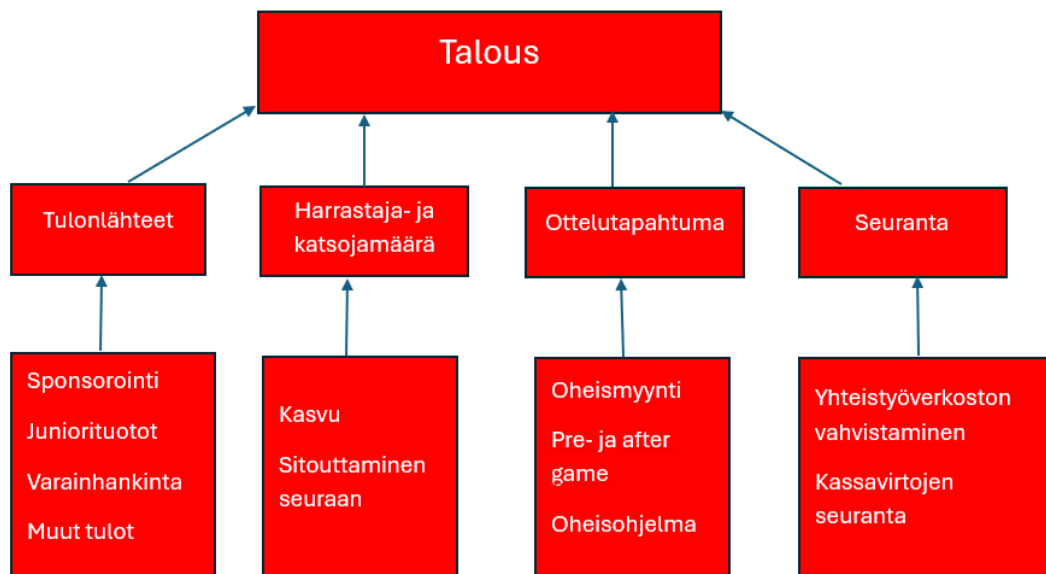 Talous
Tulonlähteet
Harrastaja- ja
katsojamäärä
Ottelutapahtuma
Seuranta
Sponsorointi
Juniorituotot
Varainhankinta
Muut tulot
Kasvu
Sitouttaminen
seuraan
Oheismyynti
Pre- ja after
game
Oheisohjelma
Yhteistyöverkoston
vahvistaminen
Kassavirtojen
seuranta